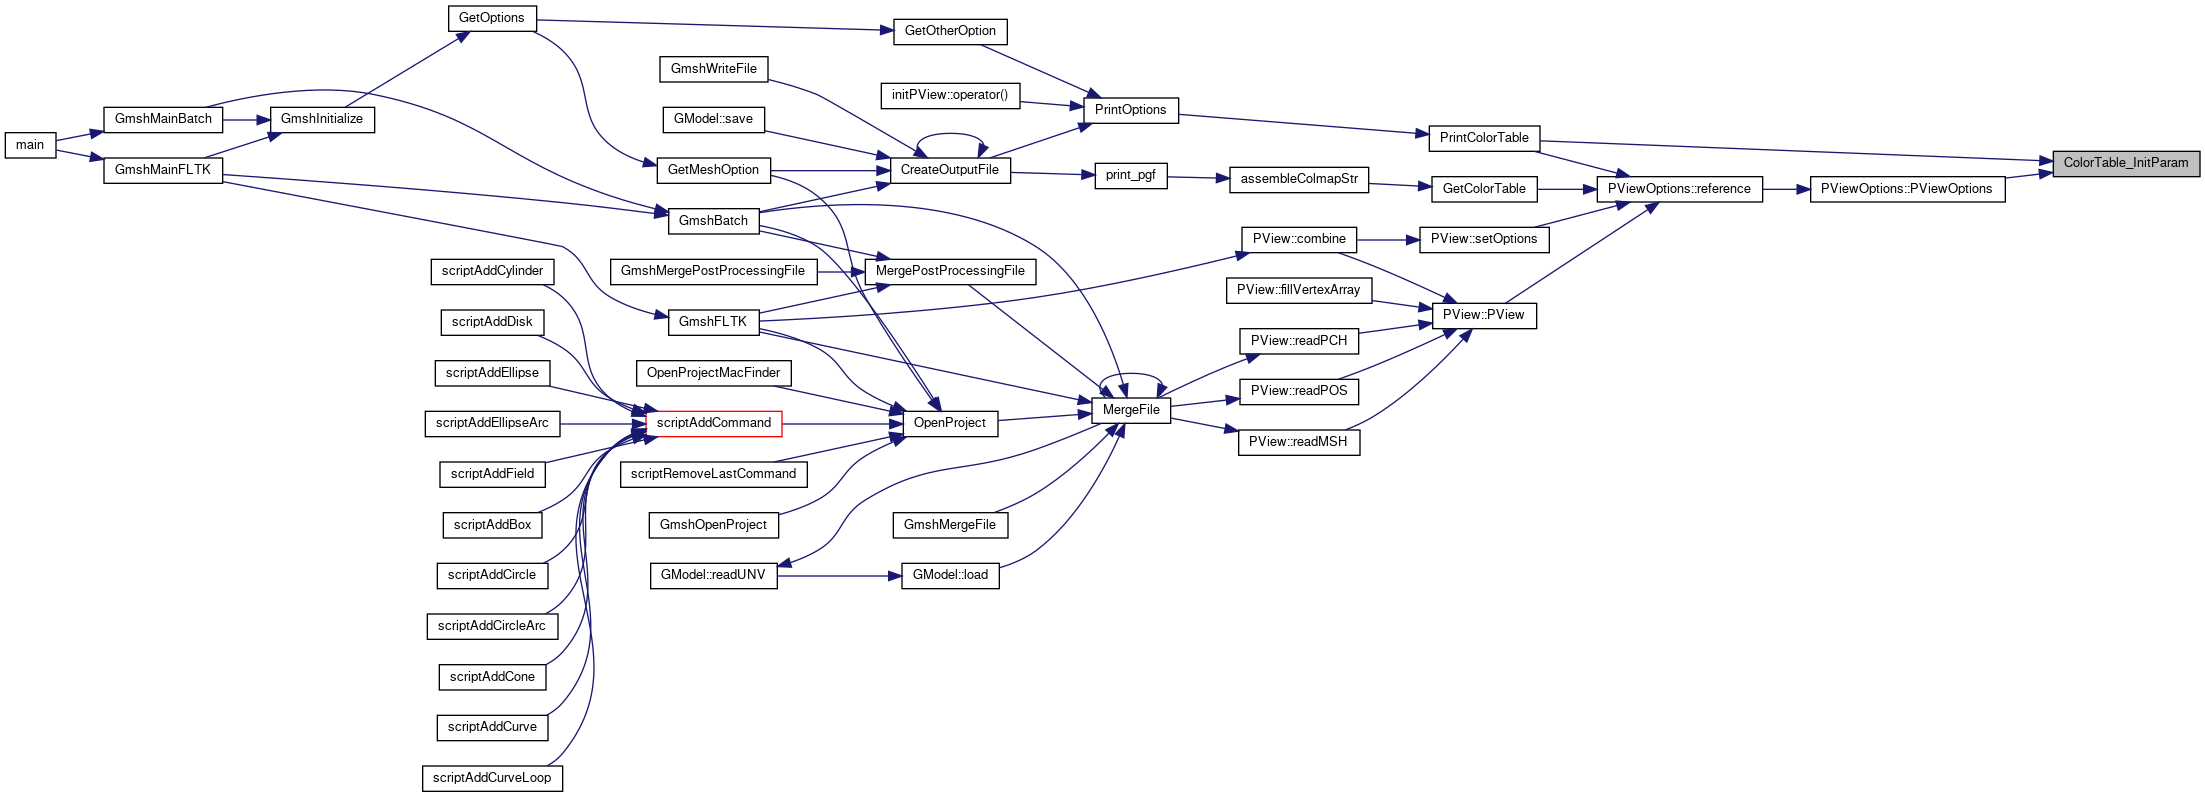 GetOptions
GetOtherOption
GmshWriteFile
initPView::operator()
PrintOptions
GmshMainBatch
GmshInitialize
GModel::save
PrintColorTable
main
GmshMainFLTK
GetMeshOption
CreateOutputFile
print_pgf
assembleColmapStr
GetColorTable
PViewOptions::reference
PViewOptions::PViewOptions
ColorTable_InitParam
GmshBatch
PView::combine
PView::setOptions
scriptAddCylinder
GmshMergePostProcessingFile
MergePostProcessingFile
PView::fillVertexArray
scriptAddDisk
GmshFLTK
PView::PView
PView::readPCH
scriptAddEllipse
OpenProjectMacFinder
PView::readPOS
MergeFile
scriptAddEllipseArc
scriptAddCommand
OpenProject
PView::readMSH
scriptAddField
scriptRemoveLastCommand
scriptAddBox
GmshOpenProject
GmshMergeFile
scriptAddCircle
GModel::readUNV
GModel::load
scriptAddCircleArc
scriptAddCone
scriptAddCurve
scriptAddCurveLoop